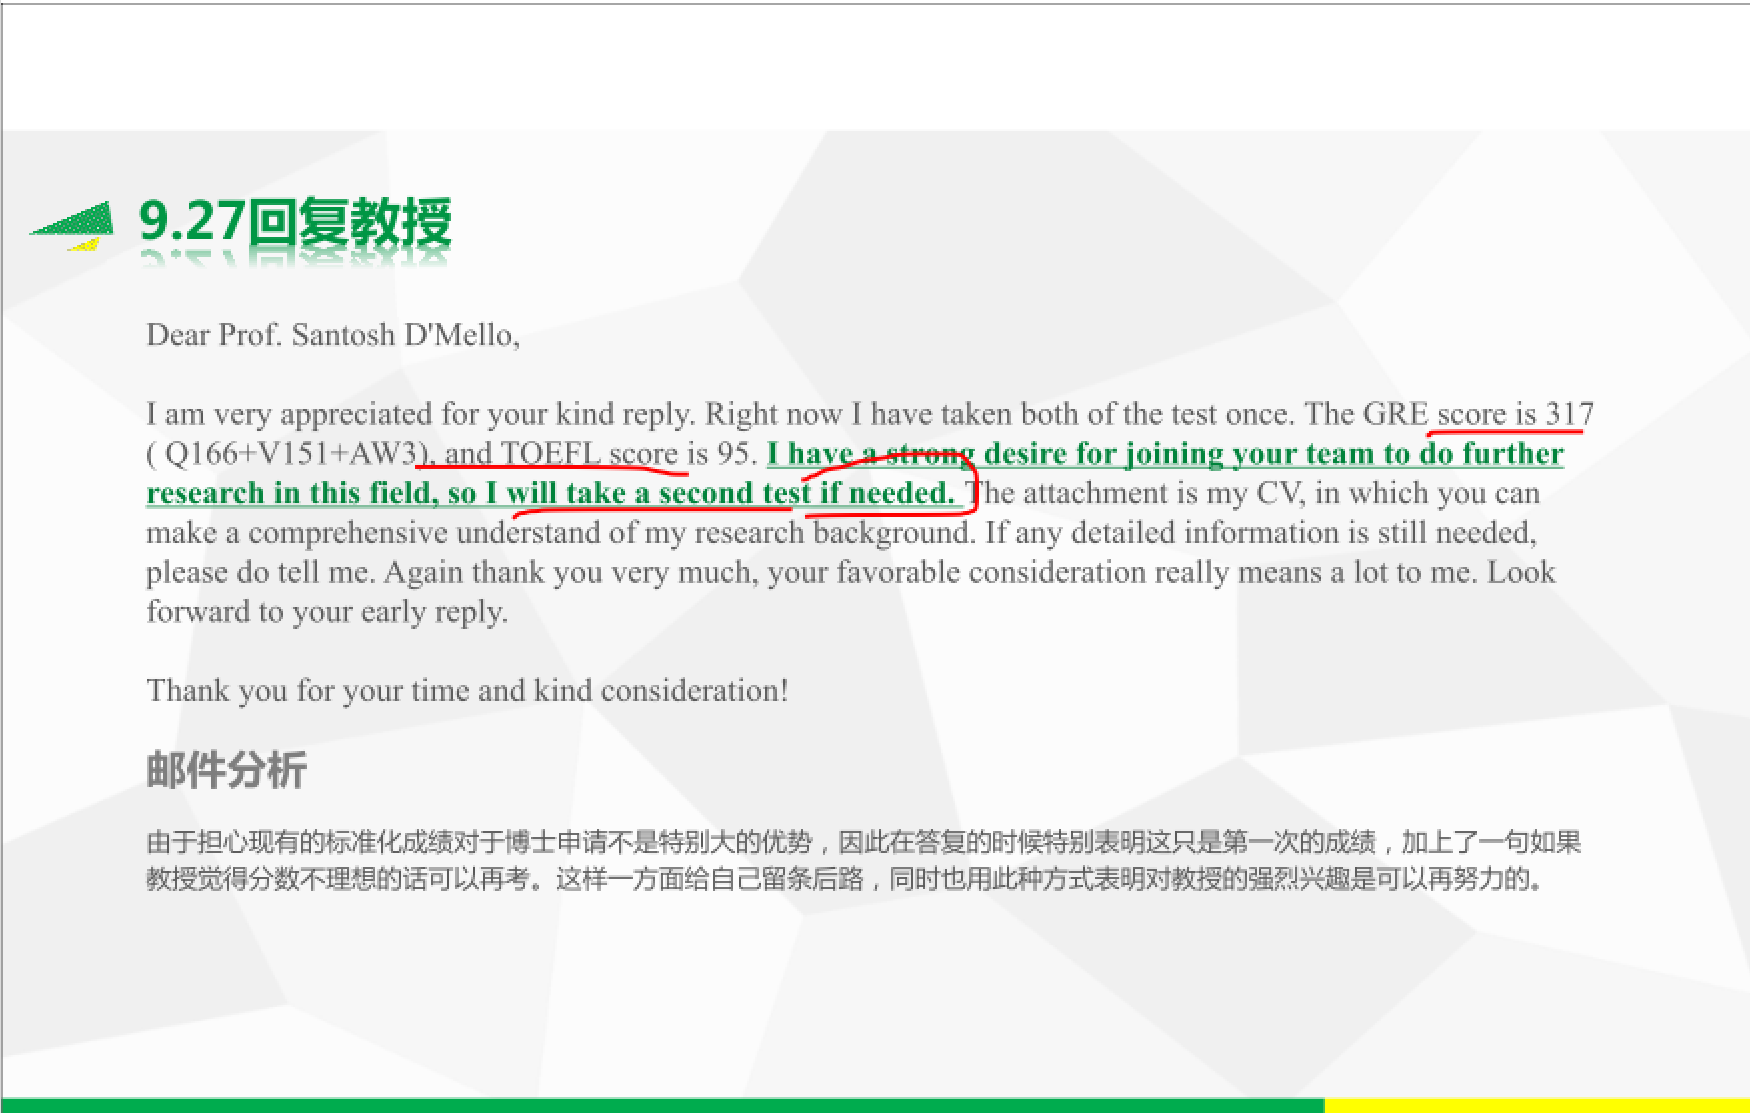 9.27回复教授
Dear Prof. Santosh D'Mello,
I am very appreciated for your kind reply. Right now I have taken both of the test once. The GRE score is 317
( Q166+V151+AW3), and TOEFL score is 95. I have a strong desire for joining your team to do further
research in this field, so I will take a second test if needed. The attachment is my CV, in which you can
make a comprehensive understand of my research background. If any detailed information is still needed,
please do tell me. Again thank you very much, your favorable consideration really means a lot to me. Look
forward to your early reply.
Thank you for your time and kind consideration!
邮件分析
由于担心现有的标准化成绩对于博士申请不是特别大的优势，因此在答复的时候特别表明这只是第一次的成绩，加上了一句如果
教授觉得分数不理想的话可以再考。这样一方面给自己留条后路，同时也用此种方式表明对教授的强烈兴趣是可以再努力的。